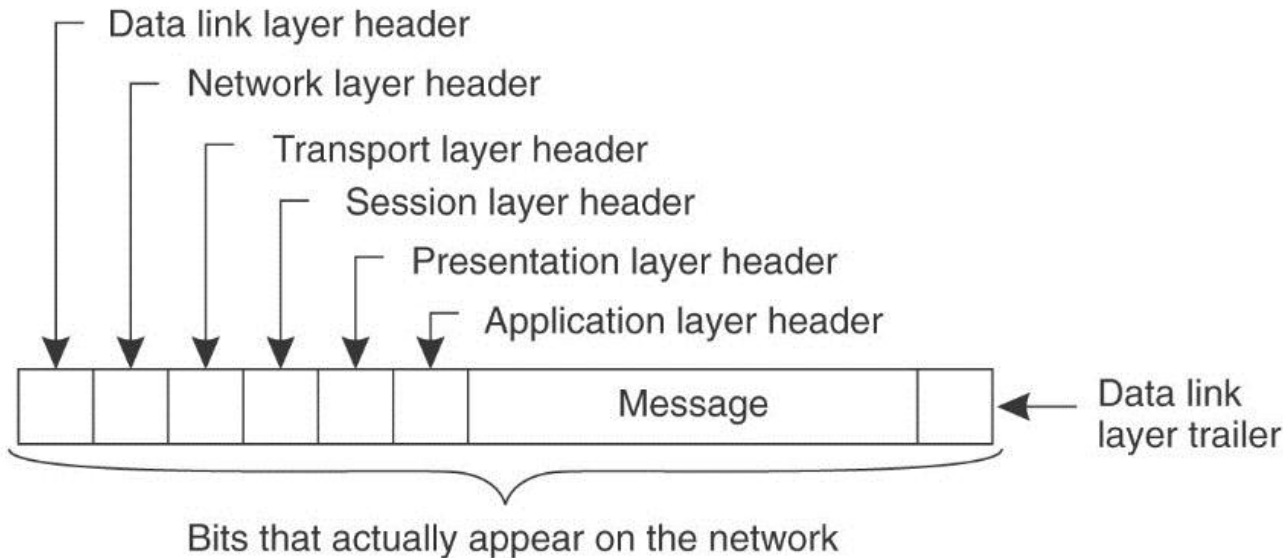 Data link layer header
Network layer header
Transport layer header
Session layer header
Presentation layer header
Application layer header
Message
Data link
layer trailer
Bits that actually appear on the network